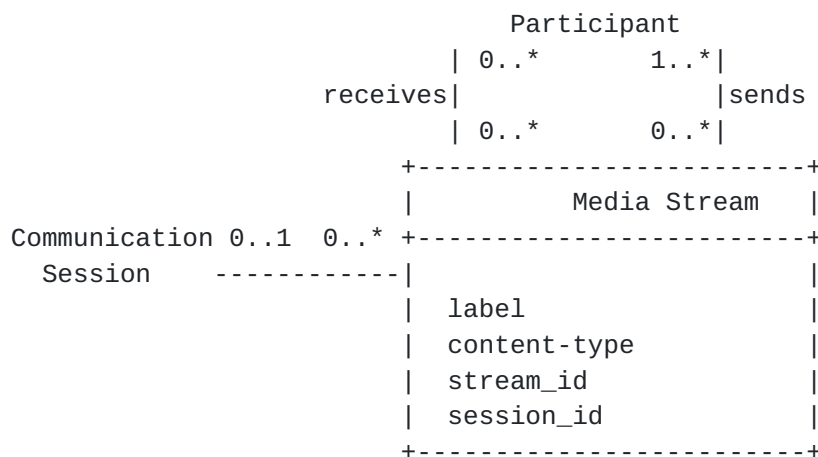 Participant
| 0..* 1..*|
receives| |sends
| 0..* 0..*|
+-------------------------+
| Media Stream |
Communication 0..1 0..* +-------------------------+
Session ------------| |
| label |
| content-type |
| stream_id |
| session_id |
+-------------------------+